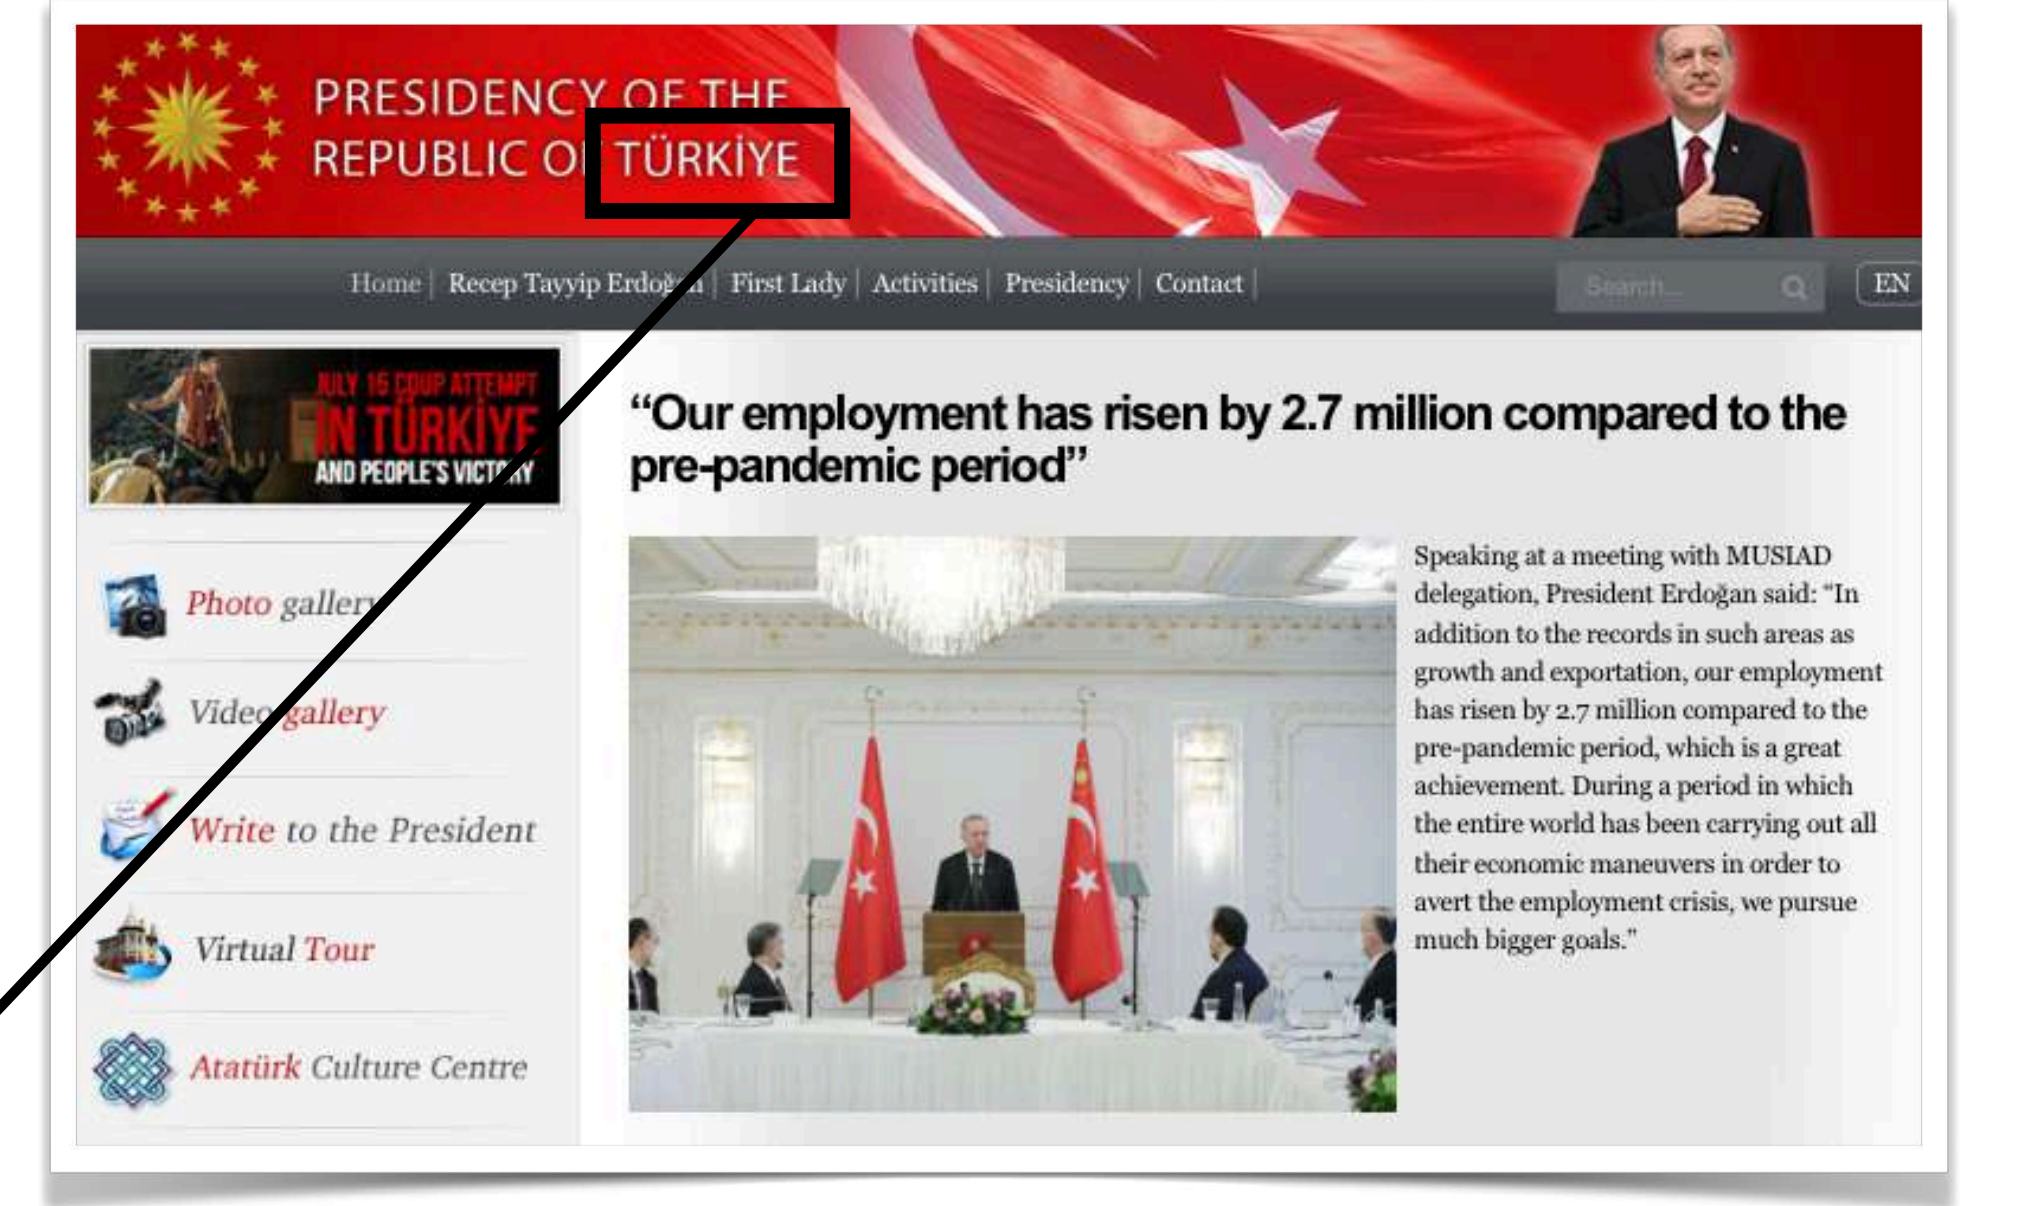 PRESIDENCY OF THE
REPUBLIC OF TÜRKİYE
Home | Recep Tayyip Erdoğan | First Lady | Activities | Presidency | Contact |
Search...
EN
JULY 15 COUP ATTEMPT
IN TÜRKİYE
AND PEOPLE'S VICTORY
Photo gallery
Video gallery
Write to the President
Virtual Tour
Atatürk Culture Centre
“Our employment has risen by 2.7 million compared to the
pre-pandemic period”
Speaking at a meeting with MUSIAD
delegation, President Erdoğan said: “In
addition to the records in such areas as
growth and exportation, our employment
has risen by 2.7 million compared to the
pre-pandemic period, which is a great
achievement. During a period in which
the entire world has been carrying out all
their economic maneuvers in order to
avert the employment crisis, we pursue
much bigger goals.”